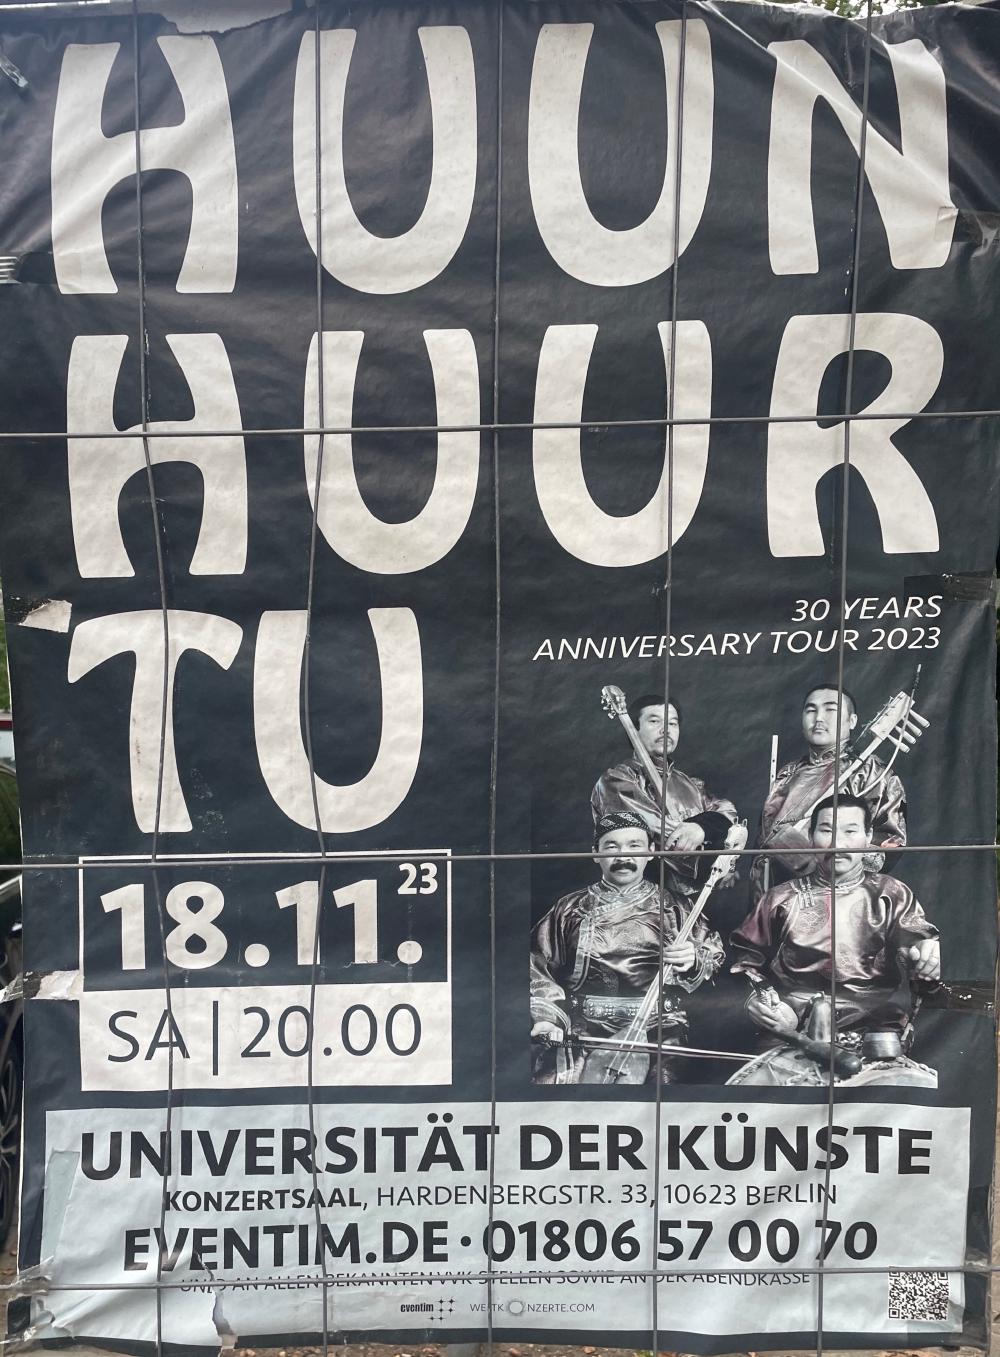 HUUN
HUUR
TU
30 YEARS
ANNIVERSARY TOUR 2023
18.11.23
SA | 20.00
UNIVERSITÄT DER KÜNSTE
KONZERTSAAL, HARDENBERGSTR. 33, 10623 BERLIN
EVENTIM.DE · 01806 57 00 70
UND AN ALLEN BEKANNTEN VVK-STELLEN SOWIE AN DER ABENDKASSE
eventim WELTKONZERTE.COM